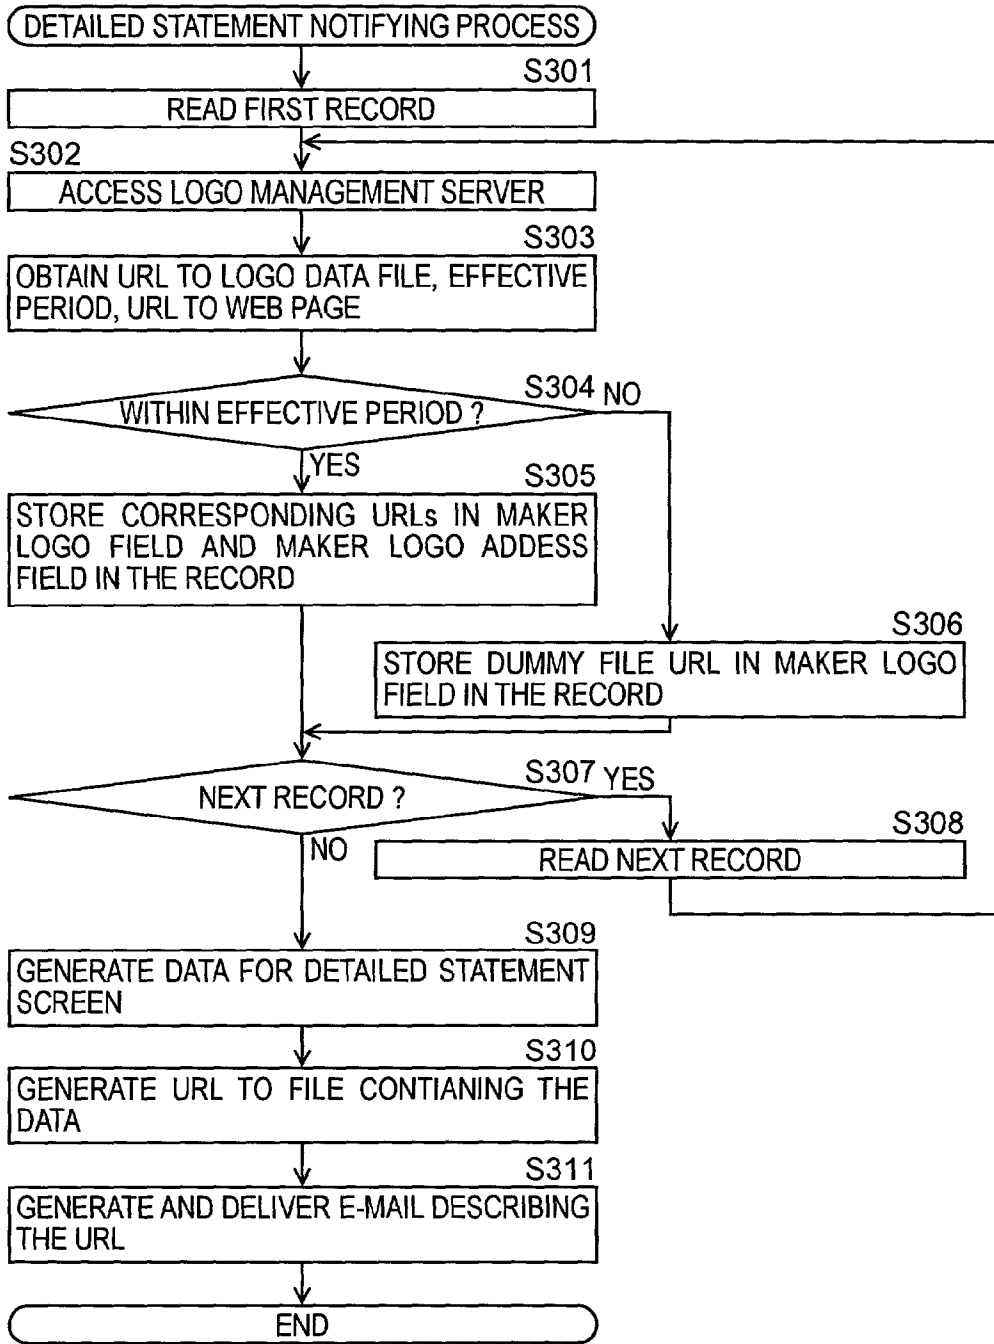 DETAILED STATEMENT NOTIFYING PROCESS
S301
READ FIRST RECORD
S302
ACCESS LOGO MANAGEMENT SERVER
S303
OBTAIN URL TO LOGO DATA FILE, EFFECTIVE
PERIOD, URL TO WEB PAGE
S304 NO
WITHIN EFFECTIVE PERIOD ?
YES
S305
STORE CORRESPONDING URLs IN MAKER
LOGO FIELD AND MAKER LOGO ADDESS
FIELD IN THE RECORD
S306
STORE DUMMY FILE URL IN MAKER LOGO
FIELD IN THE RECORD
S307 YES
NEXT RECORD ?
NO
S308
READ NEXT RECORD
S309
GENERATE DATA FOR DETAILED STATEMENT
SCREEN
S310
GENERATE URL TO FILE CONTIANING THE
DATA
S311
GENERATE AND DELIVER E-MAIL DESCRIBING
THE URL
END